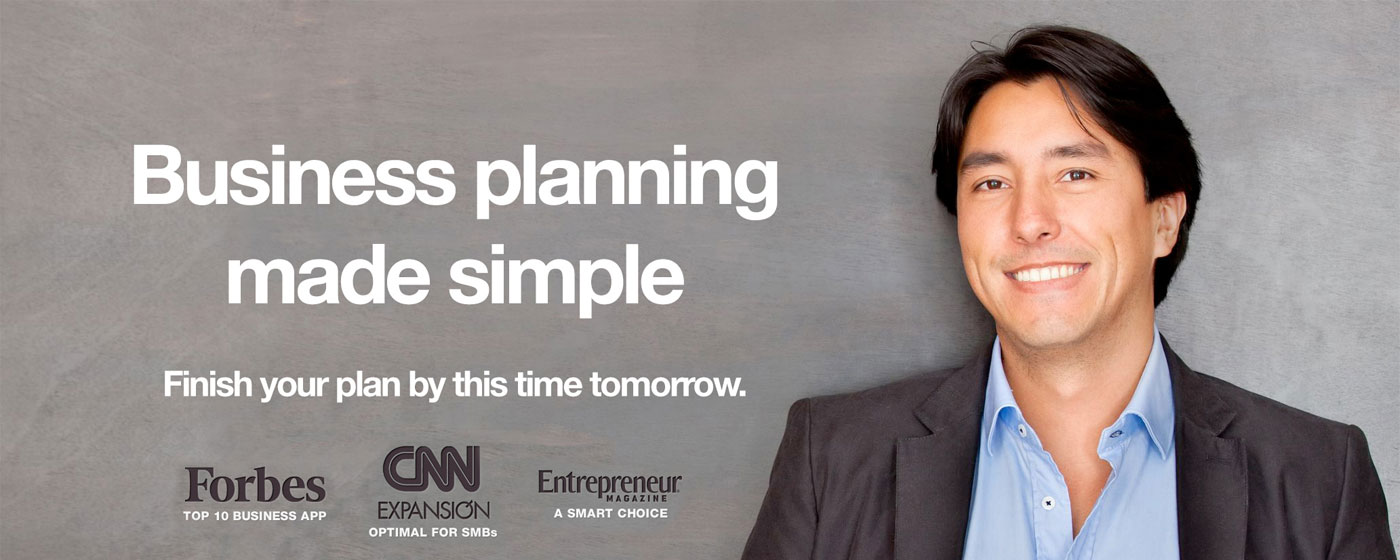 Business planning
made simple
Finish your plan by this time tomorrow.
Forbes
TOP 10 BUSINESS APP
CNN
EXPANSIÓN
OPTIMAL FOR SMBs
Entrepreneur
MAGAZINE
A SMART CHOICE